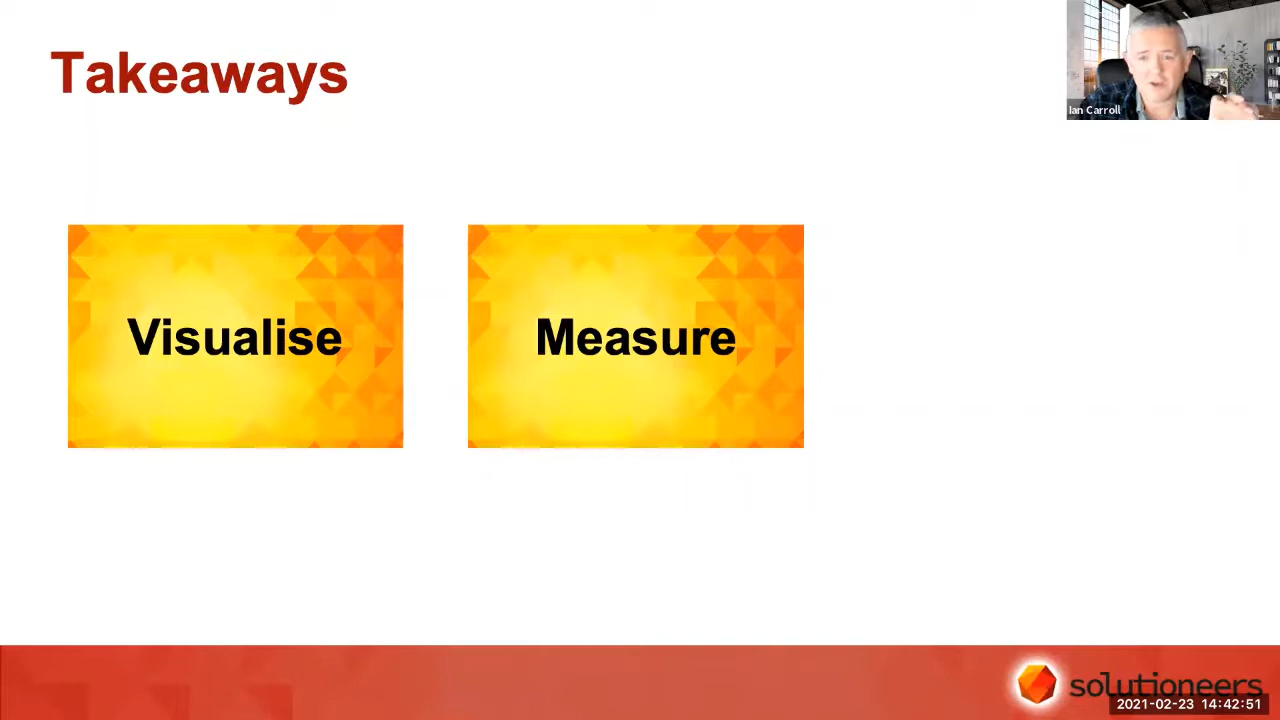 Takeaways
Ian Carroll
Visualise
Measure
solutioneers
2021-02-23 14:42:51